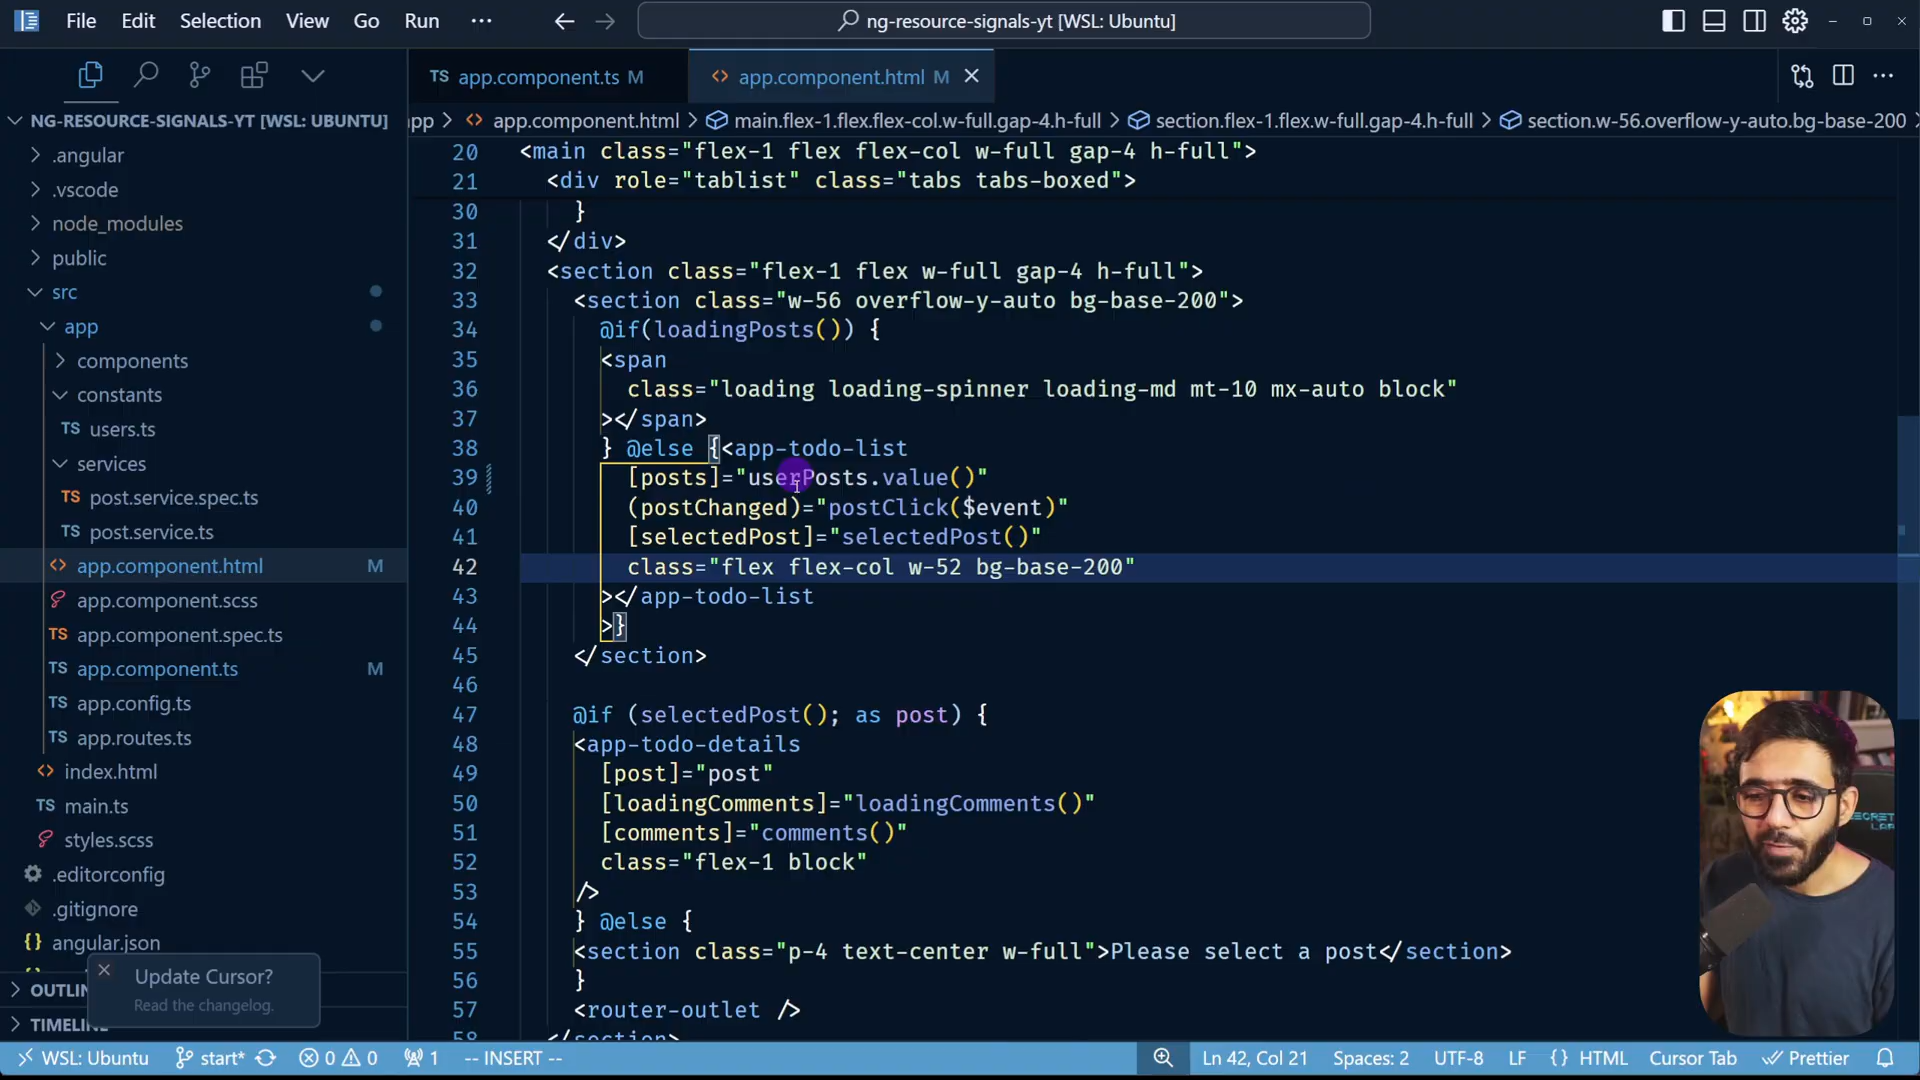 File Edit Selection View Go Run ···
ng-resource-signals-yt [WSL: Ubuntu]
TS app.component.ts M
<> app.component.html M
NG-RESOURCE-SIGNALS-YT [WSL: UBUNTU]
.angular
.vscode
node_modules
public
src
app
components
constants
TS users.ts
services
TS post.service.spec.ts
TS post.service.ts
<> app.component.html M
app.component.scss
TS app.component.spec.ts
TS app.component.ts M
TS app.config.ts
TS app.routes.ts
<> index.html
TS main.ts
styles.scss
.editorconfig
.gitignore
{} angular.json
TIMELINE
Update Cursor?
Read the changelog.
app > <> app.component.html > main.flex-1.flex.flex-col.w-full.gap-4.h-full > section.flex-1.flex.w-full.gap-4.h-full > section.w-56.overflow-y-auto.bg-base-200
20 <main class="flex-1 flex flex-col w-full gap-4 h-full">
21 <div role="tablist" class="tabs tabs-boxed">
30 }
31 </div>
32 <section class="flex-1 flex w-full gap-4 h-full">
33 <section class="w-56 overflow-y-auto bg-base-200">
34 @if(loadingPosts()) {
35 <span
36 class="loading loading-spinner loading-md mt-10 mx-auto block"
37 ></span>
38 } @else {<app-todo-list
39 [posts]="userPosts.value()"
40 (postChanged)="postClick($event)"
41 [selectedPost]="selectedPost()"
42 class="flex flex-col w-52 bg-base-200"
43 ></app-todo-list
44 >}
45 </section>
46
47 @if (selectedPost(); as post) {
48 <app-todo-details
49 [post]="post"
50 [loadingComments]="loadingComments()"
51 [comments]="comments()"
52 class="flex-1 block"
53 />
54 } @else {
55 <section class="p-4 text-center w-full">Please select a post</section>
56 }
57 <router-outlet />
58 </section>
WSL: Ubuntu start* 0 0 1 -- INSERT -- Ln 42, Col 21 Spaces: 2 UTF-8 LF {} HTML Cursor Tab Prettier